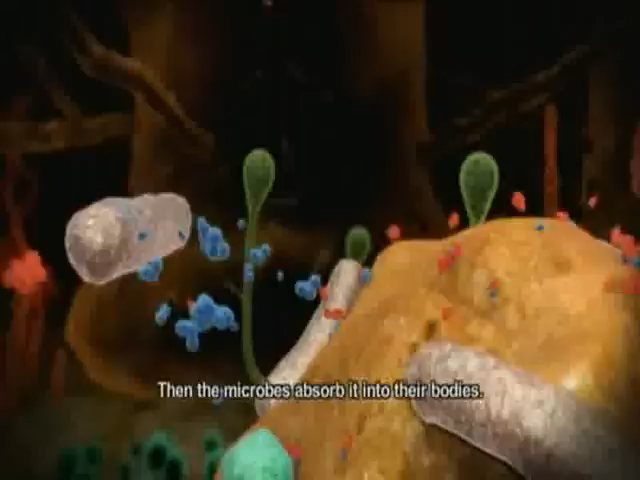 Then the microbes absorb it into their bodies.